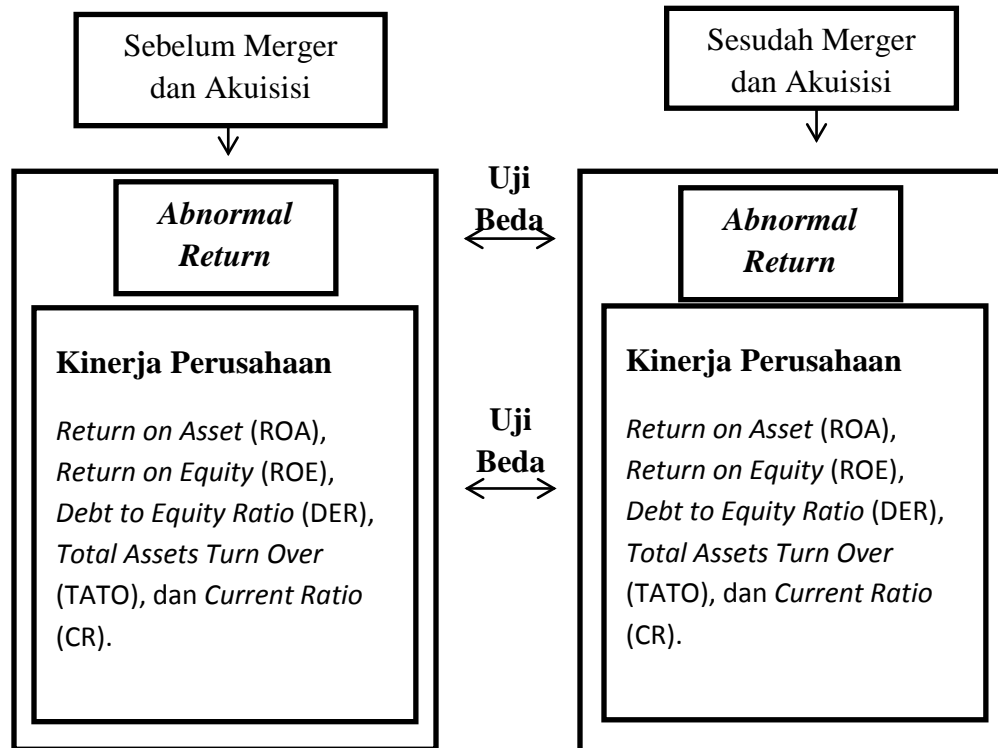 Sebelum Merger
dan Akuisisi
Sesudah Merger
dan Akuisisi
Abnormal
Return
Uji
Beda
Abnormal
Return
Kinerja Perusahaan
Return on Asset (ROA),
Return on Equity (ROE),
Debt to Equity Ratio (DER),
Total Assets Turn Over
(TATO), dan Current Ratio
(CR).
Uji
Beda
Kinerja Perusahaan
Return on Asset (ROA),
Return on Equity (ROE),
Debt to Equity Ratio (DER),
Total Assets Turn Over
(TATO), dan Current Ratio
(CR).